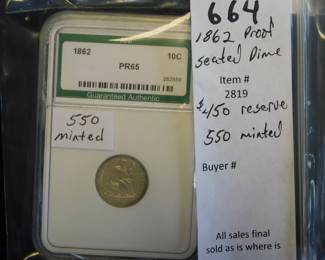 1862 10C
PR65
Guaranteed Authentic
550
minted
664
1862 Proof
Seated Dime
Item #
2819
$450 reserve
550 minted
Buyer #
All sales final
sold as is where is